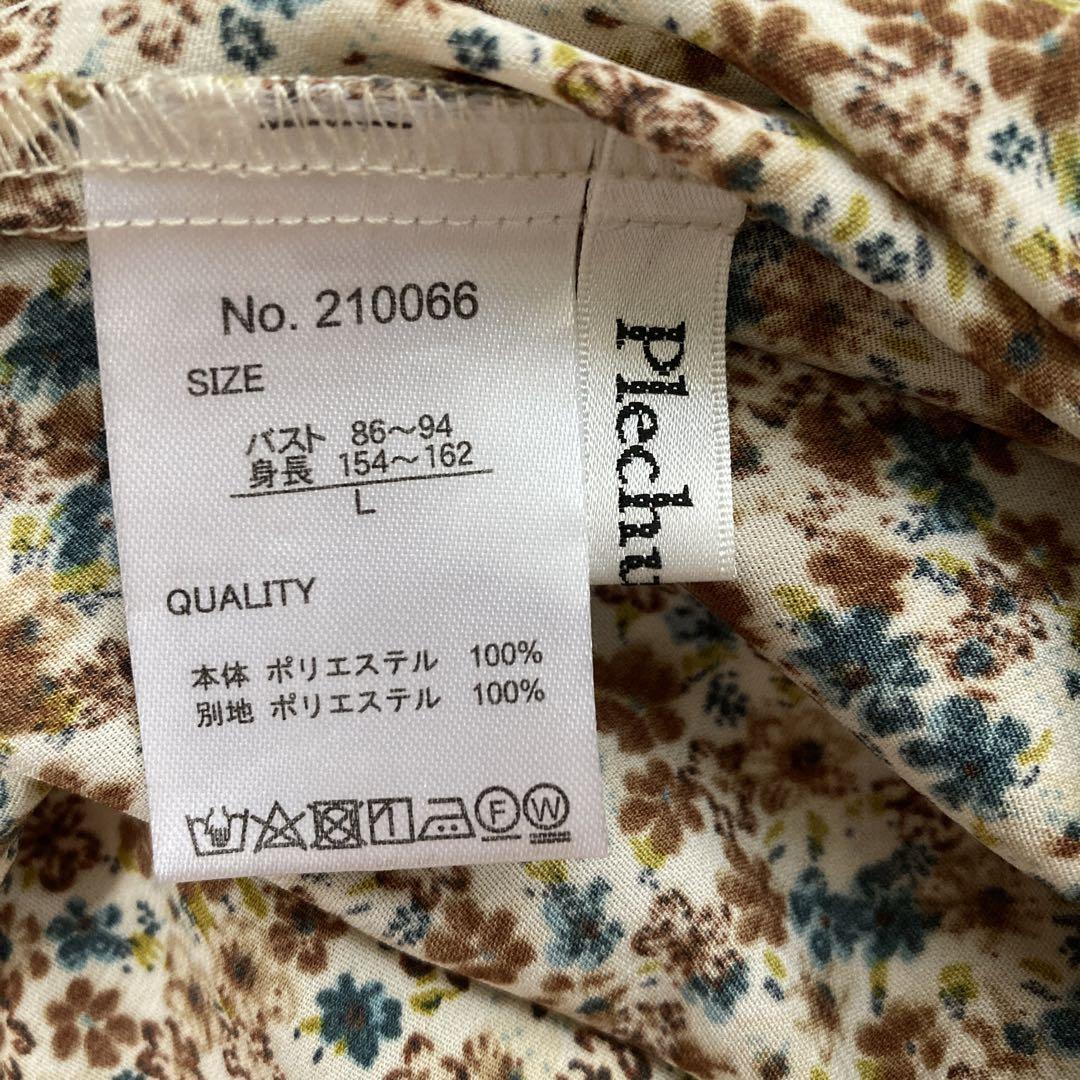 No. 210066
SIZE
バスト 86～94
身長 154～162
L
QUALITY
本体 ポリエステル 100%
別地 ポリエステル 100%
F
W
Plechu